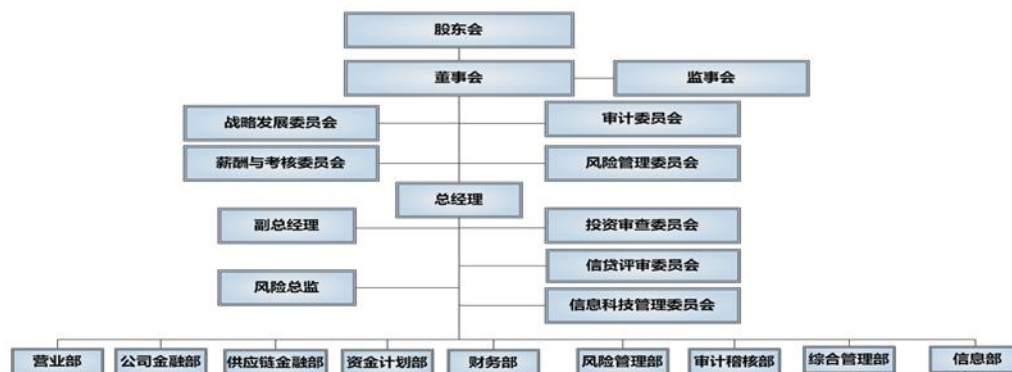 股东会
董事会
监事会
战略发展委员会
审计委员会
薪酬与考核委员会
风险管理委员会
总经理
副总经理
投资审查委员会
信贷评审委员会
风险总监
信息科技管理委员会
营业部
公司金融部
供应链金融部
资金计划部
财务部
风险管理部
审计稽核部
综合管理部
信息部